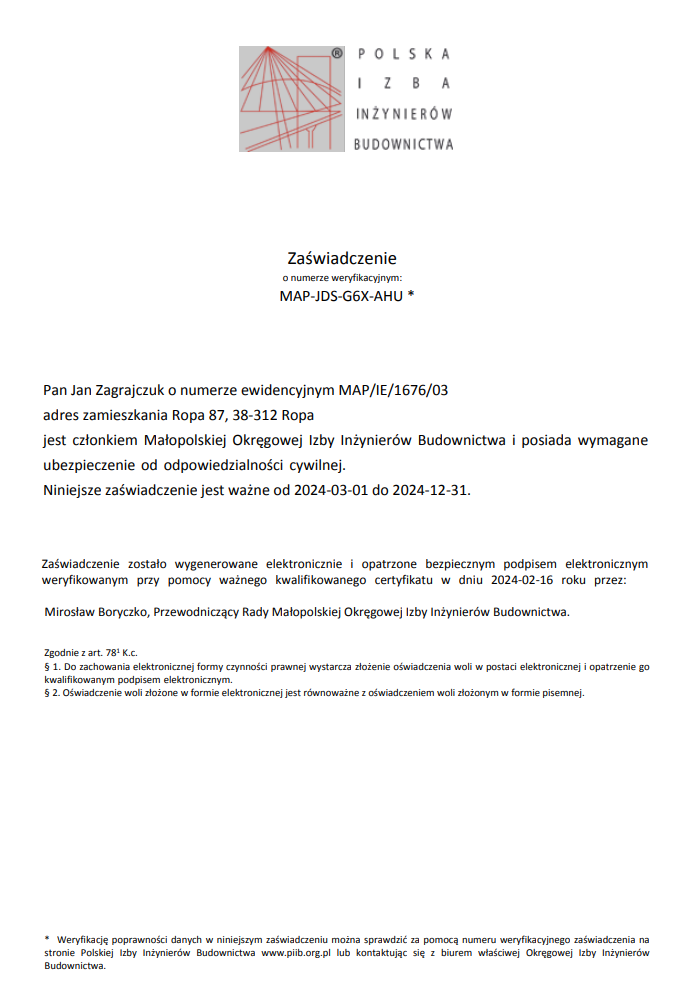 ®
POLSKA
IZBA
INŻYNIERÓW
BUDOWNICTWA
Zaświadczenie
o numerze weryfikacyjnym:
MAP-JDS-G6X-AHU *
Pan Jan Zagrajczuk o numerze ewidencyjnym MAP/IE/1676/03
adres zamieszkania Ropa 87, 38-312 Ropa
jest członkiem Małopolskiej Okręgowej Izby Inżynierów Budownictwa i posiada wymagane
ubezpieczenie od odpowiedzialności cywilnej.
Niniejsze zaświadczenie jest ważne od 2024-03-01 do 2024-12-31.
Zaświadczenie zostało wygenerowane elektronicznie i opatrzone bezpiecznym podpisem elektronicznym
weryfikowanym przy pomocy ważnego kwalifikowanego certyfikatu w dniu 2024-02-16 roku przez:
Mirosław Boryczko, Przewodniczący Rady Małopolskiej Okręgowej Izby Inżynierów Budownictwa.
Zgodnie z art. 78¹ K.c.
§ 1. Do zachowania elektronicznej formy czynności prawnej wystarcza złożenie oświadczenia woli w postaci elektronicznej i opatrzenie go
kwalifikowanym podpisem elektronicznym.
§ 2. Oświadczenie woli złożone w formie elektronicznej jest równoważne z oświadczeniem woli złożonym w formie pisemnej.
* Weryfikację poprawności danych w niniejszym zaświadczeniu można sprawdzić za pomocą numeru weryfikacyjnego zaświadczenia na
stronie Polskiej Izby Inżynierów Budownictwa www.piib.org.pl lub kontaktując się z biurem właściwej Okręgowej Izby Inżynierów
Budownictwa.